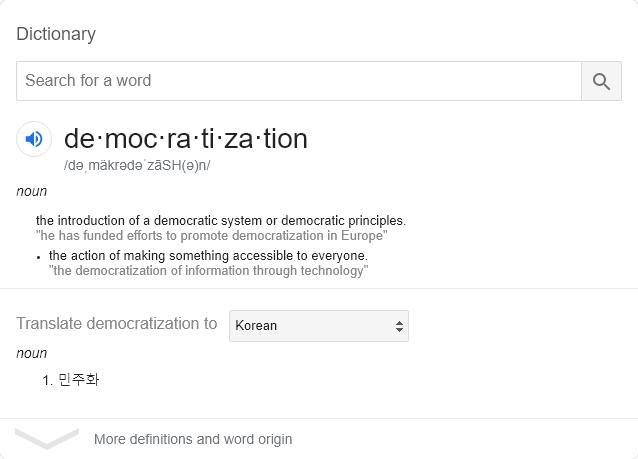 Dictionary
Search for a word
de·moc·ra·ti·za·tion
/dəˌmäkrədəˈzāSH(ə)n/
noun
the introduction of a democratic system or democratic principles.
"he has funded efforts to promote democratization in Europe"
• the action of making something accessible to everyone.
"the democratization of information through technology"
Translate democratization to Korean
noun
1. 민주화
More definitions and word origin